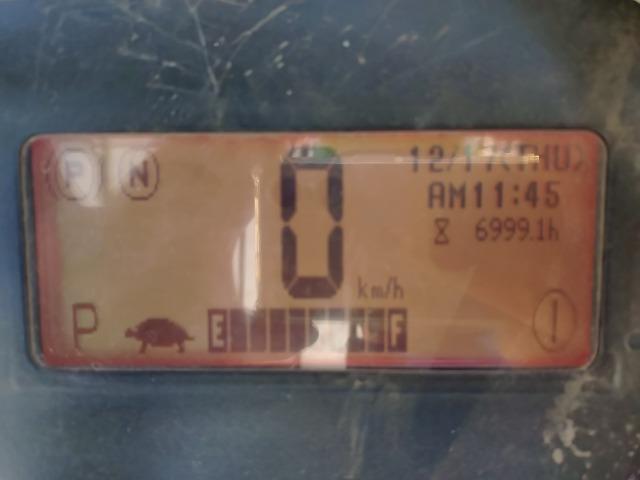 P N
0 km/h
12/17(THU)
AM11:45
6999.1h
P
E F